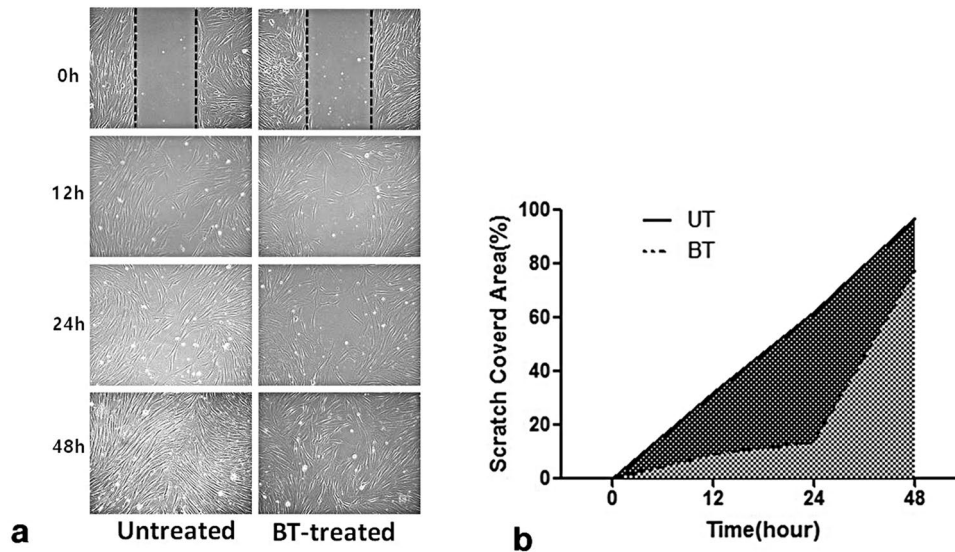 0h
12h
24h
48h
Untreated BT-treated
a
UT
BT
Scratch Coverd Area(%)
100
80
60
40
20
0
0 12 24 48
Time(hour)
b